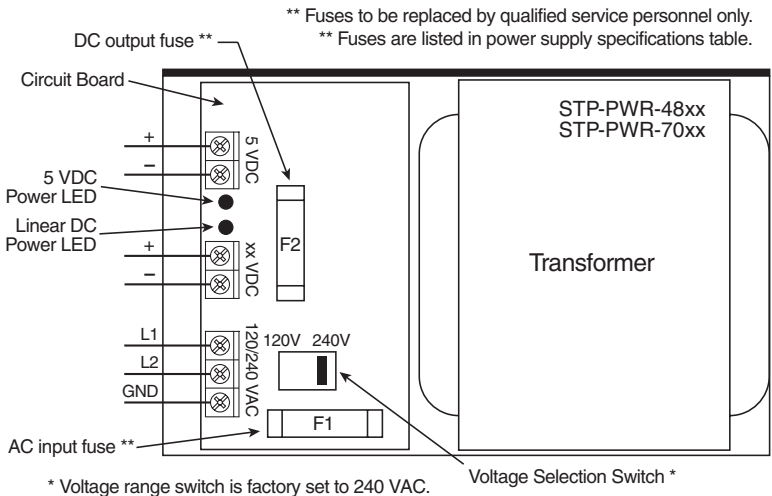 ** Fuses to be replaced by qualified service personnel only.
** Fuses are listed in power supply specifications table.
DC output fuse **
Circuit Board
STP-PWR-48xx
STP-PWR-70xx
+
−
5 VDC
5 VDC
Power LED
Linear DC
Power LED
+
−
xx VDC
F2
Transformer
L1
L2
GND
120/240 VAC
120V 240V
F1
AC input fuse **
Voltage Selection Switch *
* Voltage range switch is factory set to 240 VAC.